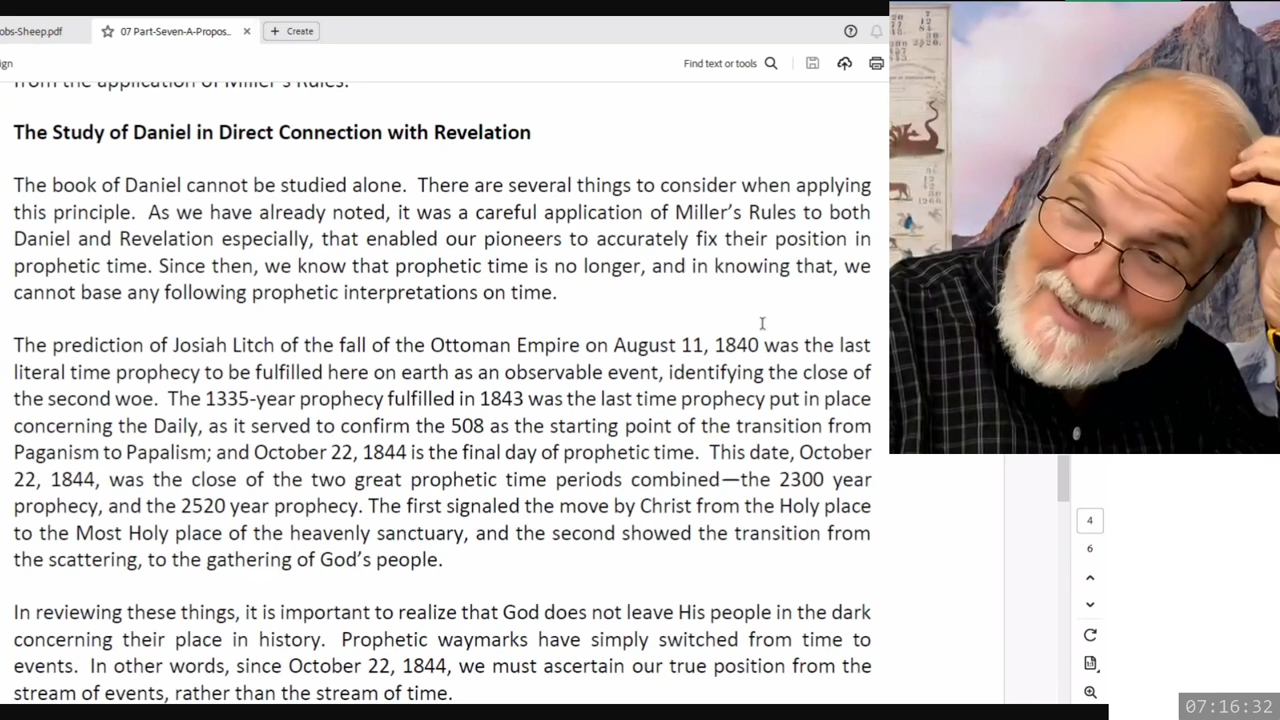 obs-Sheep.pdf
07 Part-Seven-A-Propos...
Create
ign
Find text or tools
from the application of Miller's Rules.
The Study of Daniel in Direct Connection with Revelation
The book of Daniel cannot be studied alone. There are several things to consider when applying
this principle. As we have already noted, it was a careful application of Miller's Rules to both
Daniel and Revelation especially, that enabled our pioneers to accurately fix their position in
prophetic time. Since then, we know that prophetic time is no longer, and in knowing that, we
cannot base any following prophetic interpretations on time.
The prediction of Josiah Litch of the fall of the Ottoman Empire on August 11, 1840 was the last
literal time prophecy to be fulfilled here on earth as an observable event, identifying the close of
the second woe. The 1335-year prophecy fulfilled in 1843 was the last time prophecy put in place
concerning the Daily, as it served to confirm the 508 as the starting point of the transition from
Paganism to Papalism; and October 22, 1844 is the final day of prophetic time. This date, October
22, 1844, was the close of the two great prophetic time periods combined—the 2300 year
prophecy, and the 2520 year prophecy. The first signaled the move by Christ from the Holy place
to the Most Holy place of the heavenly sanctuary, and the second showed the transition from
the scattering, to the gathering of God's people.
In reviewing these things, it is important to realize that God does not leave His people in the dark
concerning their place in history. Prophetic waymarks have simply switched from time to
events. In other words, since October 22, 1844, we must ascertain our true position from the
stream of events, rather than the stream of time.
4
6
07:16:32